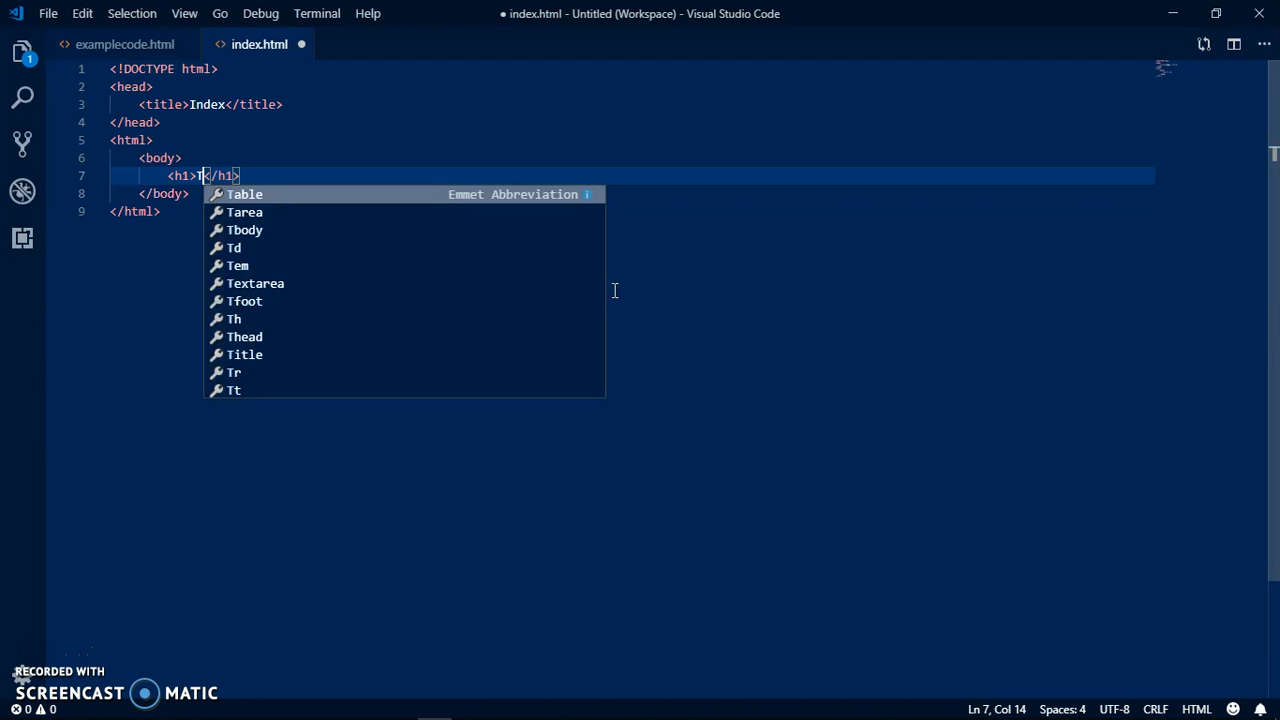 File Edit Selection View Go Debug Terminal Help ● index.html - Untitled (Workspace) - Visual Studio Code
<> examplecode.html <> index.html ●
1
1 <!DOCTYPE html>
2 <head>
3 <title>Index</title>
4 </head>
5 <html>
6 <body>
7 <h1>T</h1>
8 </body>
9 </html>
Table Emmet Abbreviation
Tarea
Tbody
Td
Tem
Textarea
Tfoot
Th
Thead
Title
Tr
Tt
RECORDED WITH
SCREENCAST MATIC
0 0 Ln 7, Col 14 Spaces: 4 UTF-8 CRLF HTML